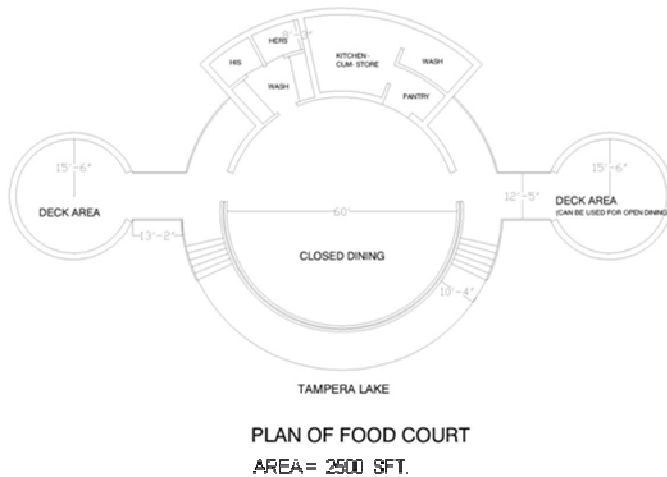 8'-3"
HERS
HIS
KITCHEN -
CUM- STORE
WASH
WASH
PANTRY
15'-6"
15'-6"
DECK AREA
12'-5"
DECK AREA
(CAN BE USED FOR OPEN DINING
60'
13'-2"
CLOSED DINING
10'-4"
TAMPERA LAKE
PLAN OF FOOD COURT
AREA = 2500 SFT.